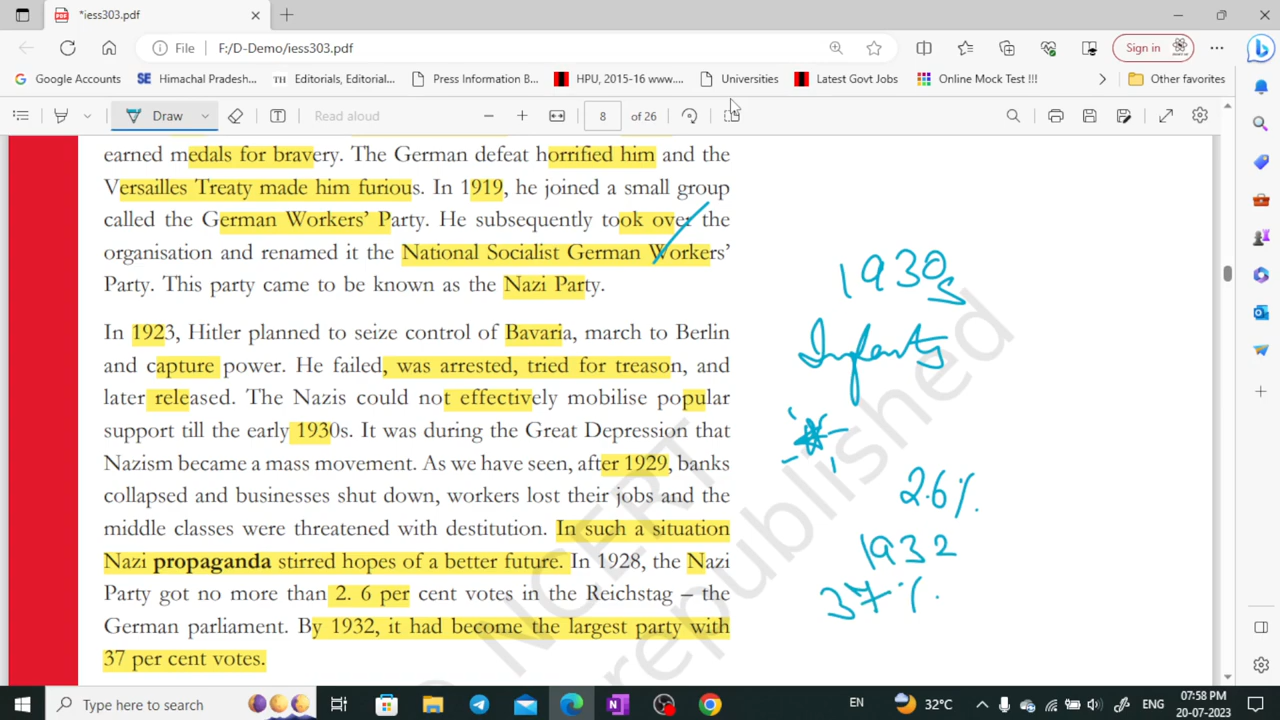 *iess303.pdf
File F:/D-Demo/iess303.pdf Sign in
Google Accounts SE Himachal Pradesh... TH Editorials, Editorial... Press Information B... HPU, 2015-16 www.... Universities Latest Govt Jobs Online Mock Test !!! Other favorites
Draw Read aloud 8 of 26
earned medals for bravery. The German defeat horrified him and the
Versailles Treaty made him furious. In 1919, he joined a small group
called the German Workers' Party. He subsequently took over the
organisation and renamed it the National Socialist German Workers'
Party. This party came to be known as the Nazi Party.
In 1923, Hitler planned to seize control of Bavaria, march to Berlin
and capture power. He failed, was arrested, tried for treason, and
later released. The Nazis could not effectively mobilise popular
support till the early 1930s. It was during the Great Depression that
Nazism became a mass movement. As we have seen, after 1929, banks
collapsed and businesses shut down, workers lost their jobs and the
middle classes were threatened with destitution. In such a situation
Nazi propaganda stirred hopes of a better future. In 1928, the Nazi
Party got no more than 2. 6 per cent votes in the Reichstag – the
German parliament. By 1932, it had become the largest party with
37 per cent votes.
1930s
2.6%
1932
37%
NCERT
republished
Type here to search
32°C ENG 07:58 PM
EN 20-07-2023